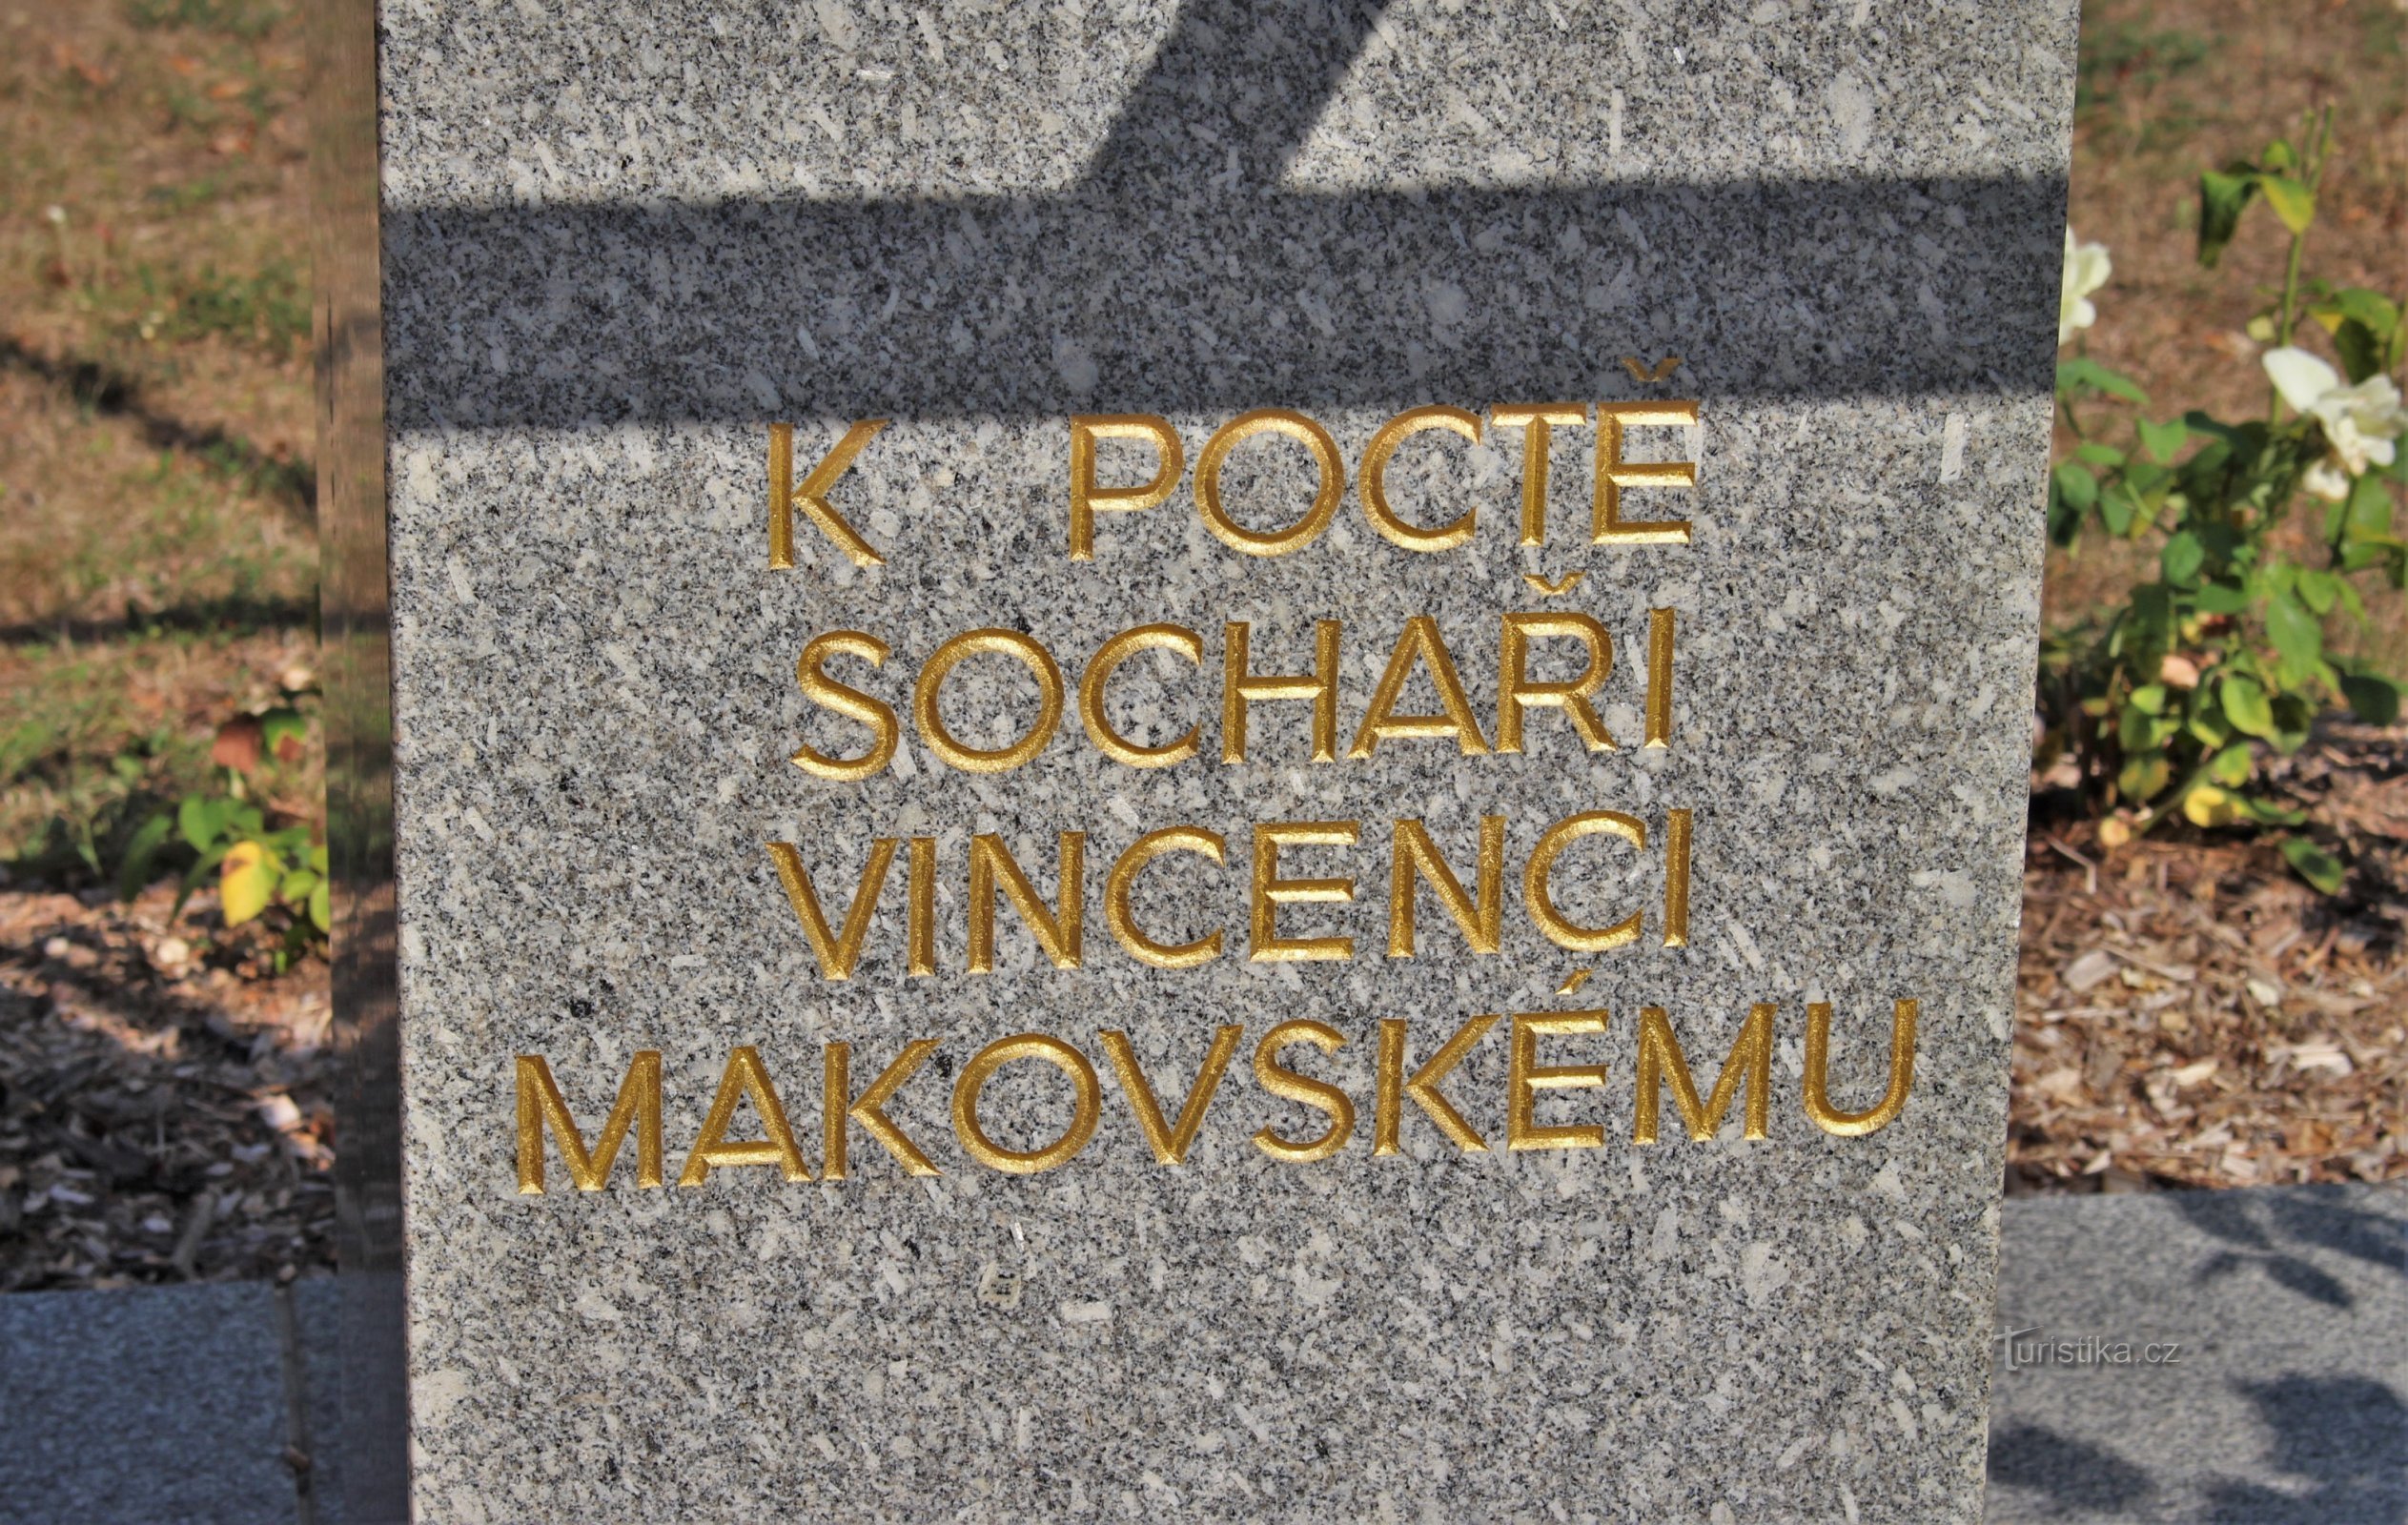 K POCTĚ
SOCHAŘI
VINCENCI
MAKOVSKÉMU
Turistika.cz